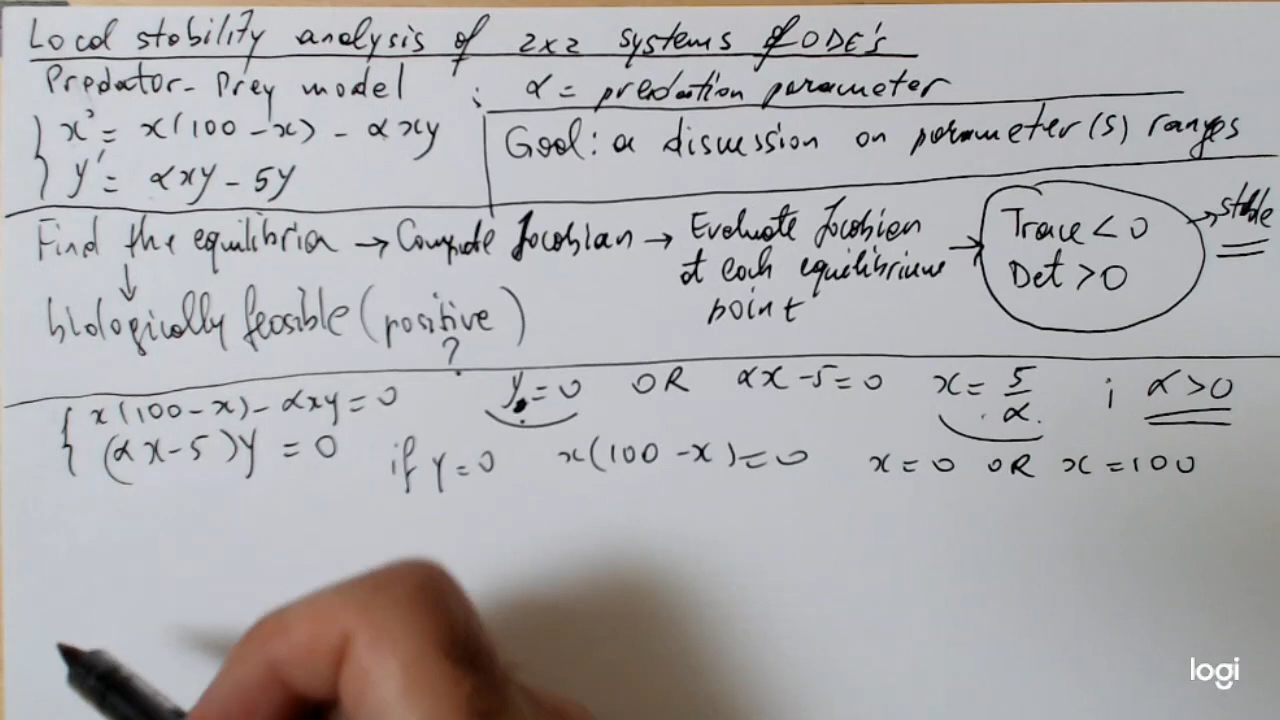 Local stability analysis of 2x2 systems of ODE's
Predator-Prey model ; α = predation parameter
x' = x(100-x) - αxy
y' = αxy - 5y
Goal: a discussion on parameter(s) ranges
Find the equilibria → Compute Jacobian → Evaluate Jacobian at each equilibrium point → Trace < 0 Det > 0 → stable
↓
biologically feasible (positive)
?
x(100-x) - αxy = 0
(αx-5)y = 0
y = 0 OR αx-5=0 x = 5/α ; α > 0
if y=0 x(100-x)=0 x=0 OR x=100
logi